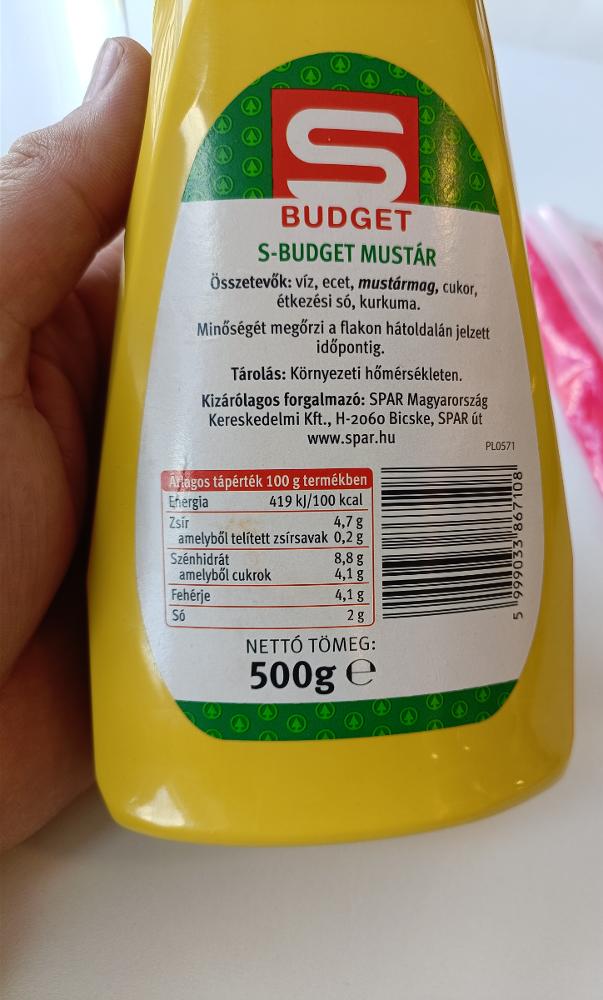 S
BUDGET
S-BUDGET MUSTÁR
Összetevők: víz, ecet, mustármag, cukor,
étkezési só, kurkuma.
Minőségét megőrzi a flakon hátoldalán jelzett
időpontig.
Tárolás: Környezeti hőmérsékleten.
Kizárólagos forgalmazó: SPAR Magyarország
Kereskedelmi Kft., H-2060 Bicske, SPAR út
www.spar.hu
PL0571
Átlagos tápérték 100 g termékben
Energia 419 kJ/100 kcal
Zsír 4,7 g
amelyből telített zsírsavak 0,2 g
Szénhidrát 8,8 g
amelyből cukrok 4,1 g
Fehérje 4,1 g
Só 2 g
5 999033 867108
NETTÓ TÖMEG:
500g e